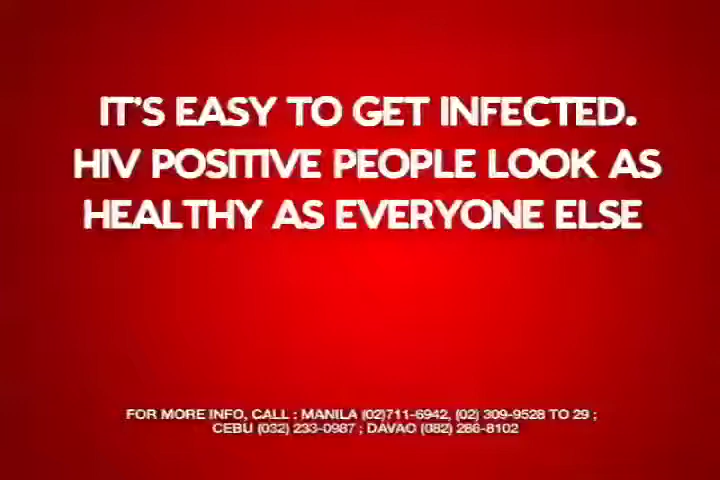 IT'S EASY TO GET INFECTED.
HIV POSITIVE PEOPLE LOOK AS
HEALTHY AS EVERYONE ELSE
FOR MORE INFO, CALL : MANILA (02)711-6942, (02) 309-9528 TO 29 ;
CEBU (032) 233-0987 ; DAVAO (082) 286-8102